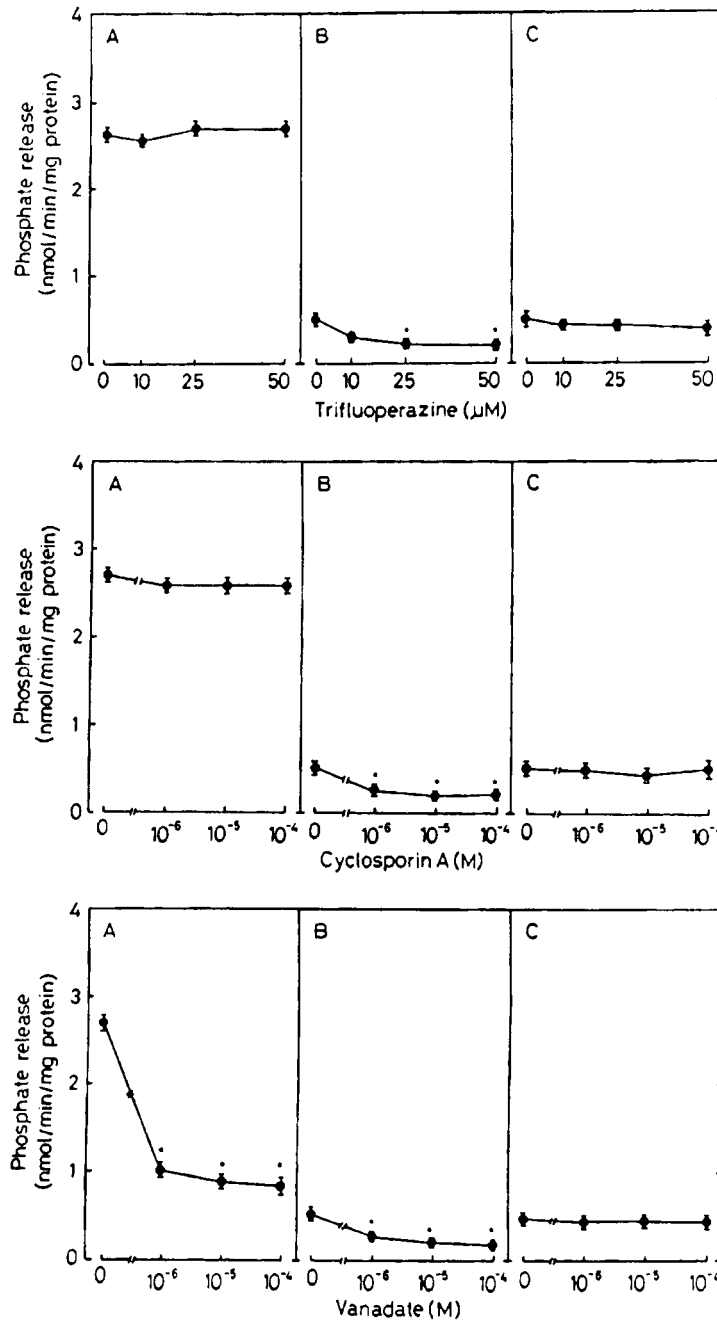 4
3
2
1
0
Phosphate release
(nmol/min/mg protein)
A
B
C
0 10 25 50
0 10 25 50
0 10 25 50
Trifluoperazine (μM)
4
3
2
1
0
Phosphate release
(nmol/min/mg protein)
A
B
C
0 10⁻⁶ 10⁻⁵ 10⁻⁴
0 10⁻⁶ 10⁻⁵ 10⁻⁴
0 10⁻⁶ 10⁻⁵
Cyclosporin A (M)
4
3
2
1
0
Phosphate release
(nmol/min/mg protein)
A
B
C
0 10⁻⁶ 10⁻⁵ 10⁻⁴
0 10⁻⁶ 10⁻⁵ 10⁻⁴
0 10⁻⁶ 10⁻⁵ 10⁻⁴
Vanadate (M)